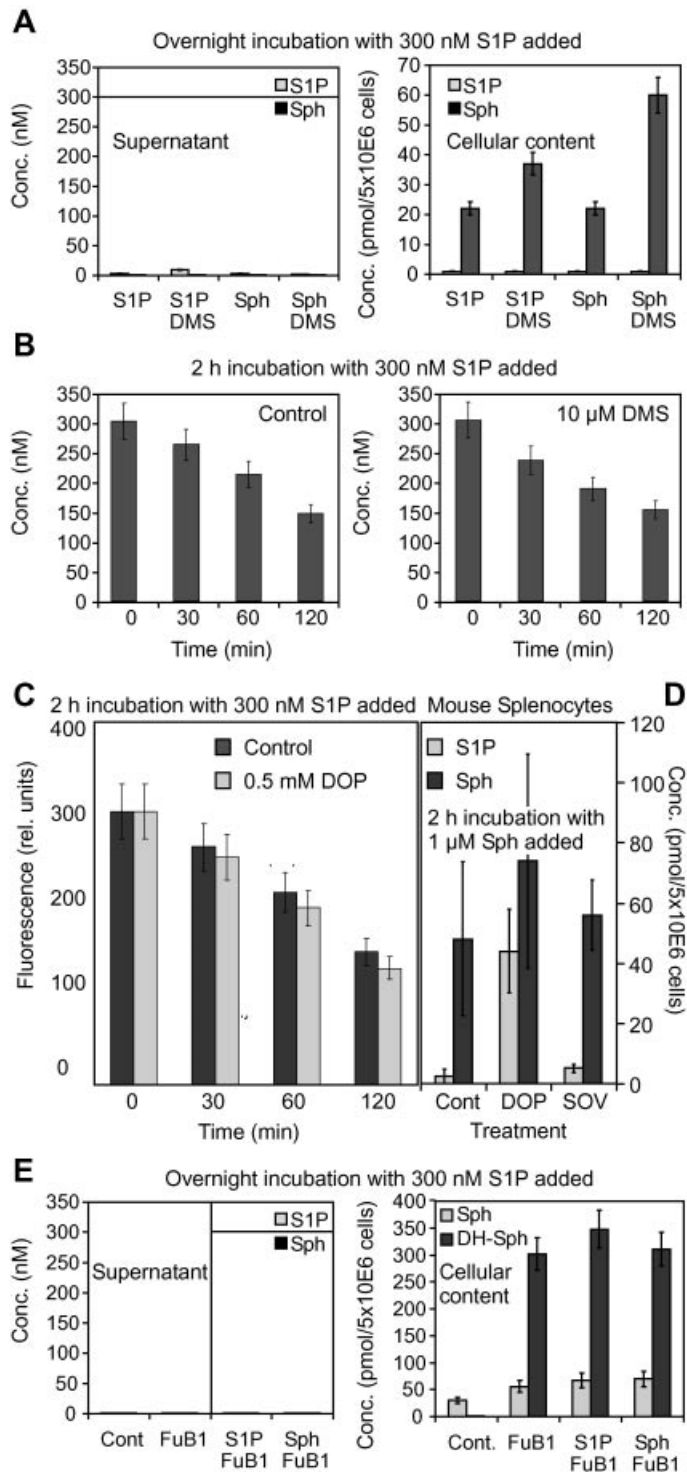 A
Overnight incubation with 300 nM S1P added
Conc. (nM)
350
300
250
200
150
100
50
0
S1P
Sph
Supernatant
S1P
S1P DMS
Sph
Sph DMS
Conc. (pmol/5x10E6 cells)
70
60
50
40
30
20
10
0
S1P
Sph
Cellular content
S1P
S1P DMS
Sph
Sph DMS
B
2 h incubation with 300 nM S1P added
Conc. (nM)
350
300
250
200
150
100
50
0
Control
0 30 60 120
Time (min)
Conc. (nM)
350
300
250
200
150
100
50
0
10 µM DMS
0 30 60 120
Time (min)
C
2 h incubation with 300 nM S1P added
Fluorescence (rel. units)
400
300
200
100
0
Control
0.5 mM DOP
0 30 60 120
Time (min)
Mouse Splenocytes
D
S1P
Sph
2 h incubation with
1 µM Sph added
120
100
80
60
40
20
0
Conc. (pmol/5x10E6 cells)
Cont DOP SOV
Treatment
E
Overnight incubation with 300 nM S1P added
Conc. (nM)
350
300
250
200
150
100
50
0
S1P
Sph
Supernatant
Cont
FuB1
S1P FuB1
Sph FuB1
Conc. (pmol/5x10E6 cells)
400
350
300
250
200
150
100
50
0
Sph
DH-Sph
Cellular
content
Cont.
FuB1
S1P FuB1
Sph FuB1